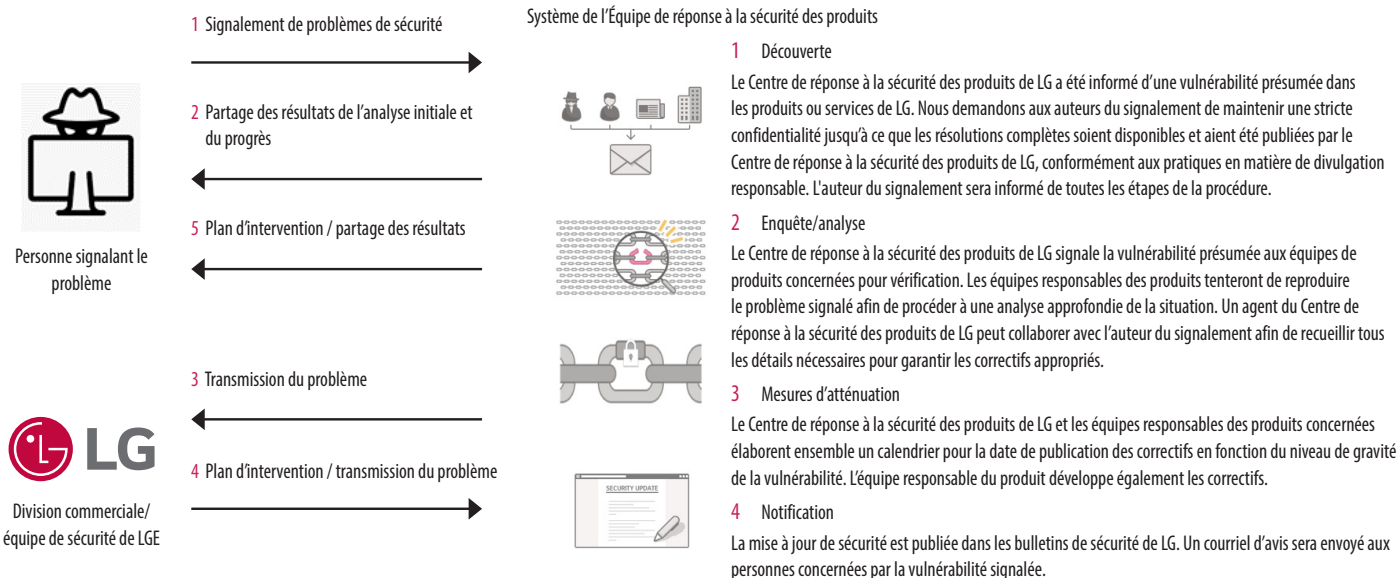 1 Signalement de problèmes de sécurité
2 Partage des résultats de l'analyse initiale et
du progrès
5 Plan d'intervention / partage des résultats
Personne signalant le
problème
3 Transmission du problème
LG
4 Plan d'intervention / transmission du problème
Division commerciale/
équipe de sécurité de LGE
Système de l'Équipe de réponse à la sécurité des produits
1 Découverte
Le Centre de réponse à la sécurité des produits de LG a été informé d'une vulnérabilité présumée dans
les produits ou services de LG. Nous demandons aux auteurs du signalement de maintenir une stricte
confidentialité jusqu'à ce que les résolutions complètes soient disponibles et aient été publiées par le
Centre de réponse à la sécurité des produits de LG, conformément aux pratiques en matière de divulgation
responsable. L'auteur du signalement sera informé de toutes les étapes de la procédure.
2 Enquête/analyse
Le Centre de réponse à la sécurité des produits de LG signale la vulnérabilité présumée aux équipes de
produits concernées pour vérification. Les équipes responsables des produits tenteront de reproduire
le problème signalé afin de procéder à une analyse approfondie de la situation. Un agent du Centre de
réponse à la sécurité des produits de LG peut collaborer avec l'auteur du signalement afin de recueillir tous
les détails nécessaires pour garantir les correctifs appropriés.
3 Mesures d'atténuation
Le Centre de réponse à la sécurité des produits de LG et les équipes responsables des produits concernées
élaborent ensemble un calendrier pour la date de publication des correctifs en fonction du niveau de gravité
de la vulnérabilité. L'équipe responsable du produit développe également les correctifs.
SECURITY UPDATE
4 Notification
La mise à jour de sécurité est publiée dans les bulletins de sécurité de LG. Un courriel d'avis sera envoyé aux
personnes concernées par la vulnérabilité signalée.